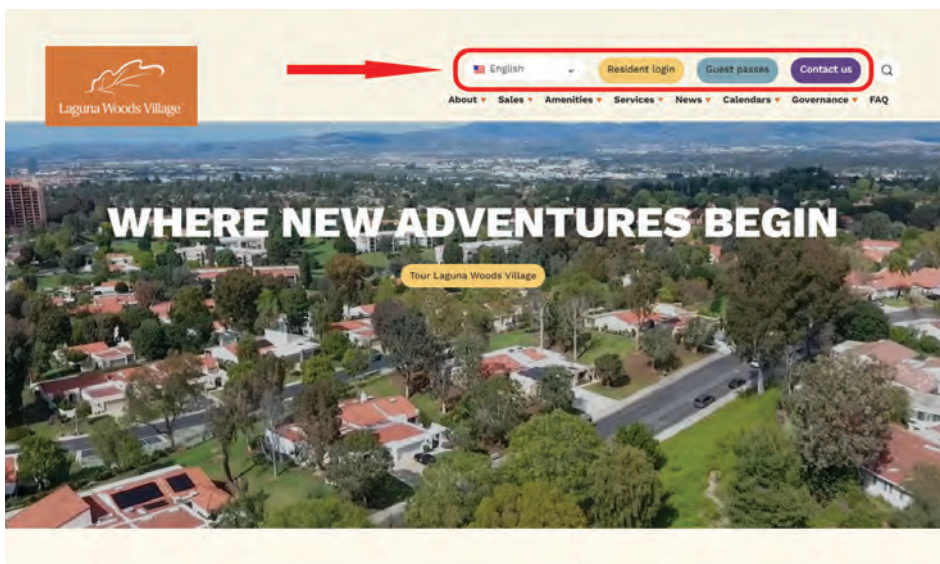 English
Resident login
Guest passes
Contact us
Laguna Woods Village
About Sales Amenities Services News Calendars Governance FAQ
WHERE NEW ADVENTURES BEGIN
Tour Laguna Woods Village